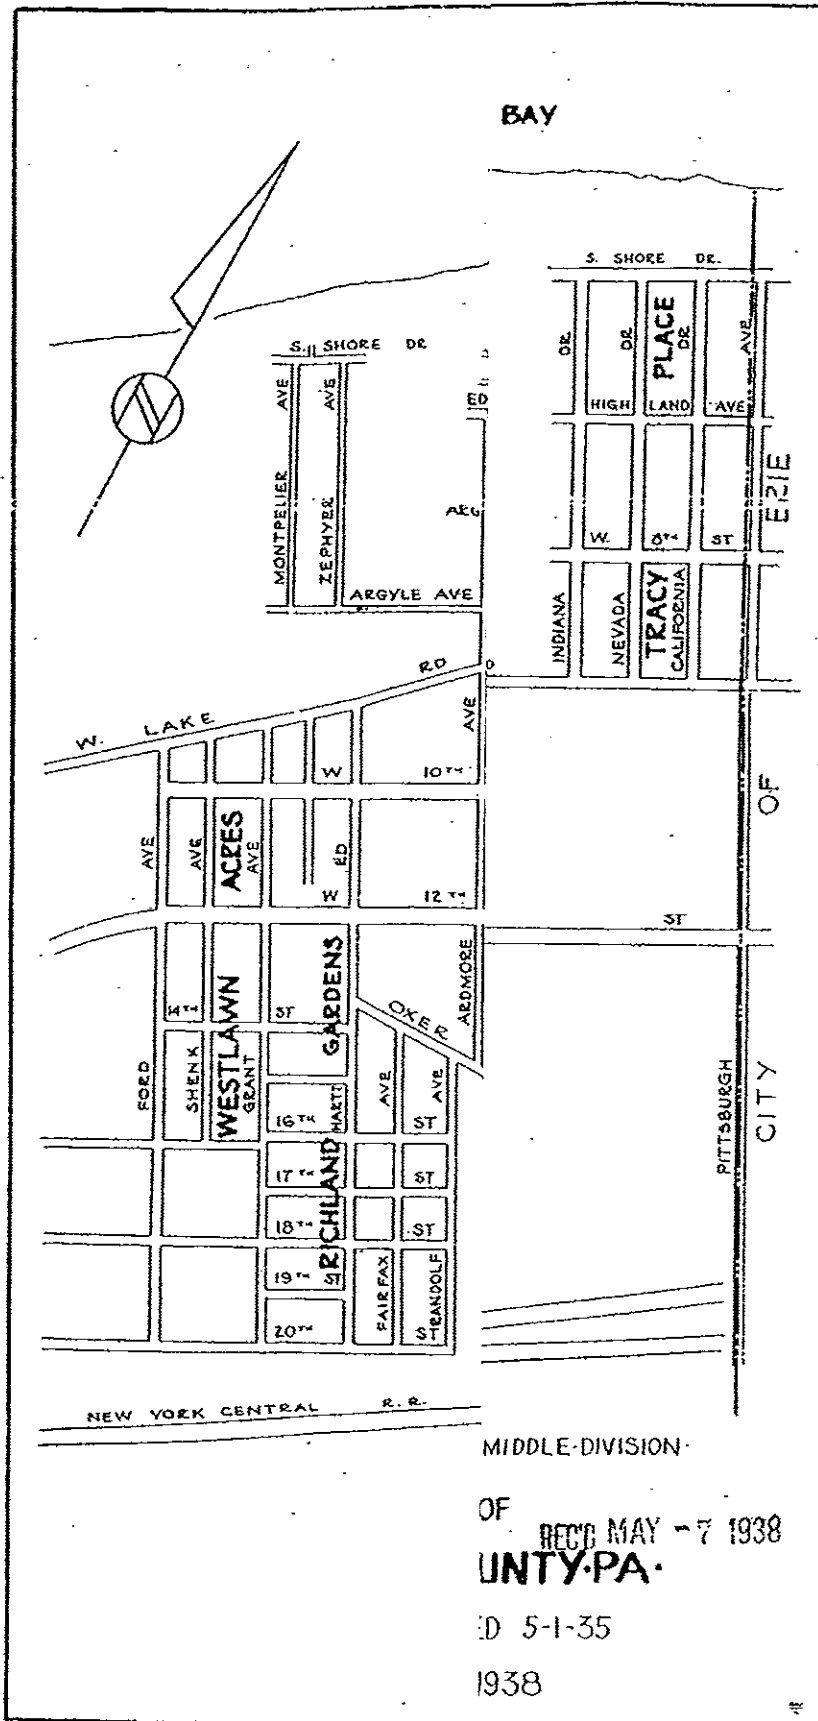 BAY
S. SHORE DR.
S. SHORE DR
DR
DR
PLACE
DR
AVE
AVE
AVE
ED
HIGH LAND AVE
ERIE
MONTPELIER
ZEPHYER
W. 8TH ST
ARGYLE AVE
INDIANA
NEVADA
TRACY
CALIFORNIA
W. LAKE RD
AVE
W 10TH
OF
AVE
AVE
ACRES
AVE
W 12TH
ST
WESTLAWN
GARDENS
ARDMORE
14TH ST
OXER
FORD
SHENK
GRANT
HARTT
AVE
AVE
PITTSBURGH
CITY
16TH ST
17TH ST
RICHLAND
18TH ST
19TH ST
FAIRFAX
RANDOLF
20TH ST
NEW YORK CENTRAL R. R.
MIDDLE·DIVISION·
OF
REC'D MAY -7 1938
UNTY·PA·
ED 5-1-35
1938